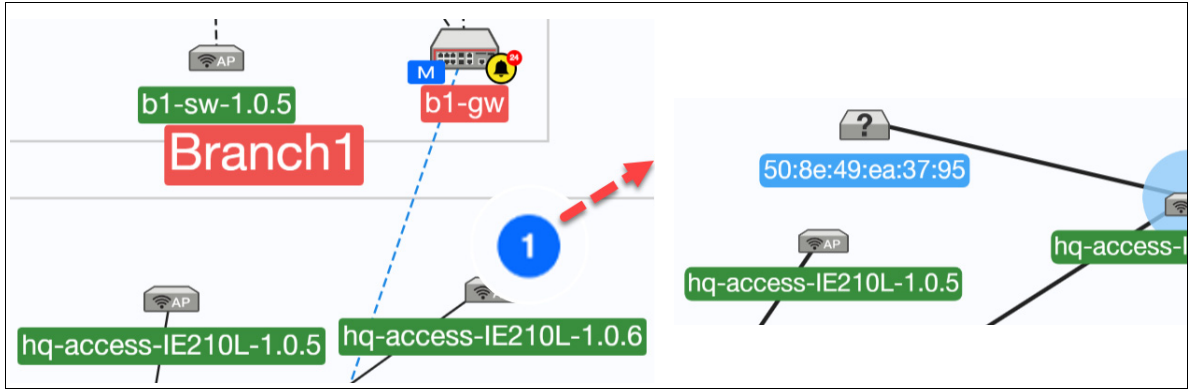 AP
b1-sw-1.0.5
Branch1
M
24
b1-gw
1
AP
hq-access-IE210L-1.0.5
hq-access-IE210L-1.0.6
?
50:8e:49:ea:37:95
AP
hq-access-IE210L-1.0.5
hq-access-I